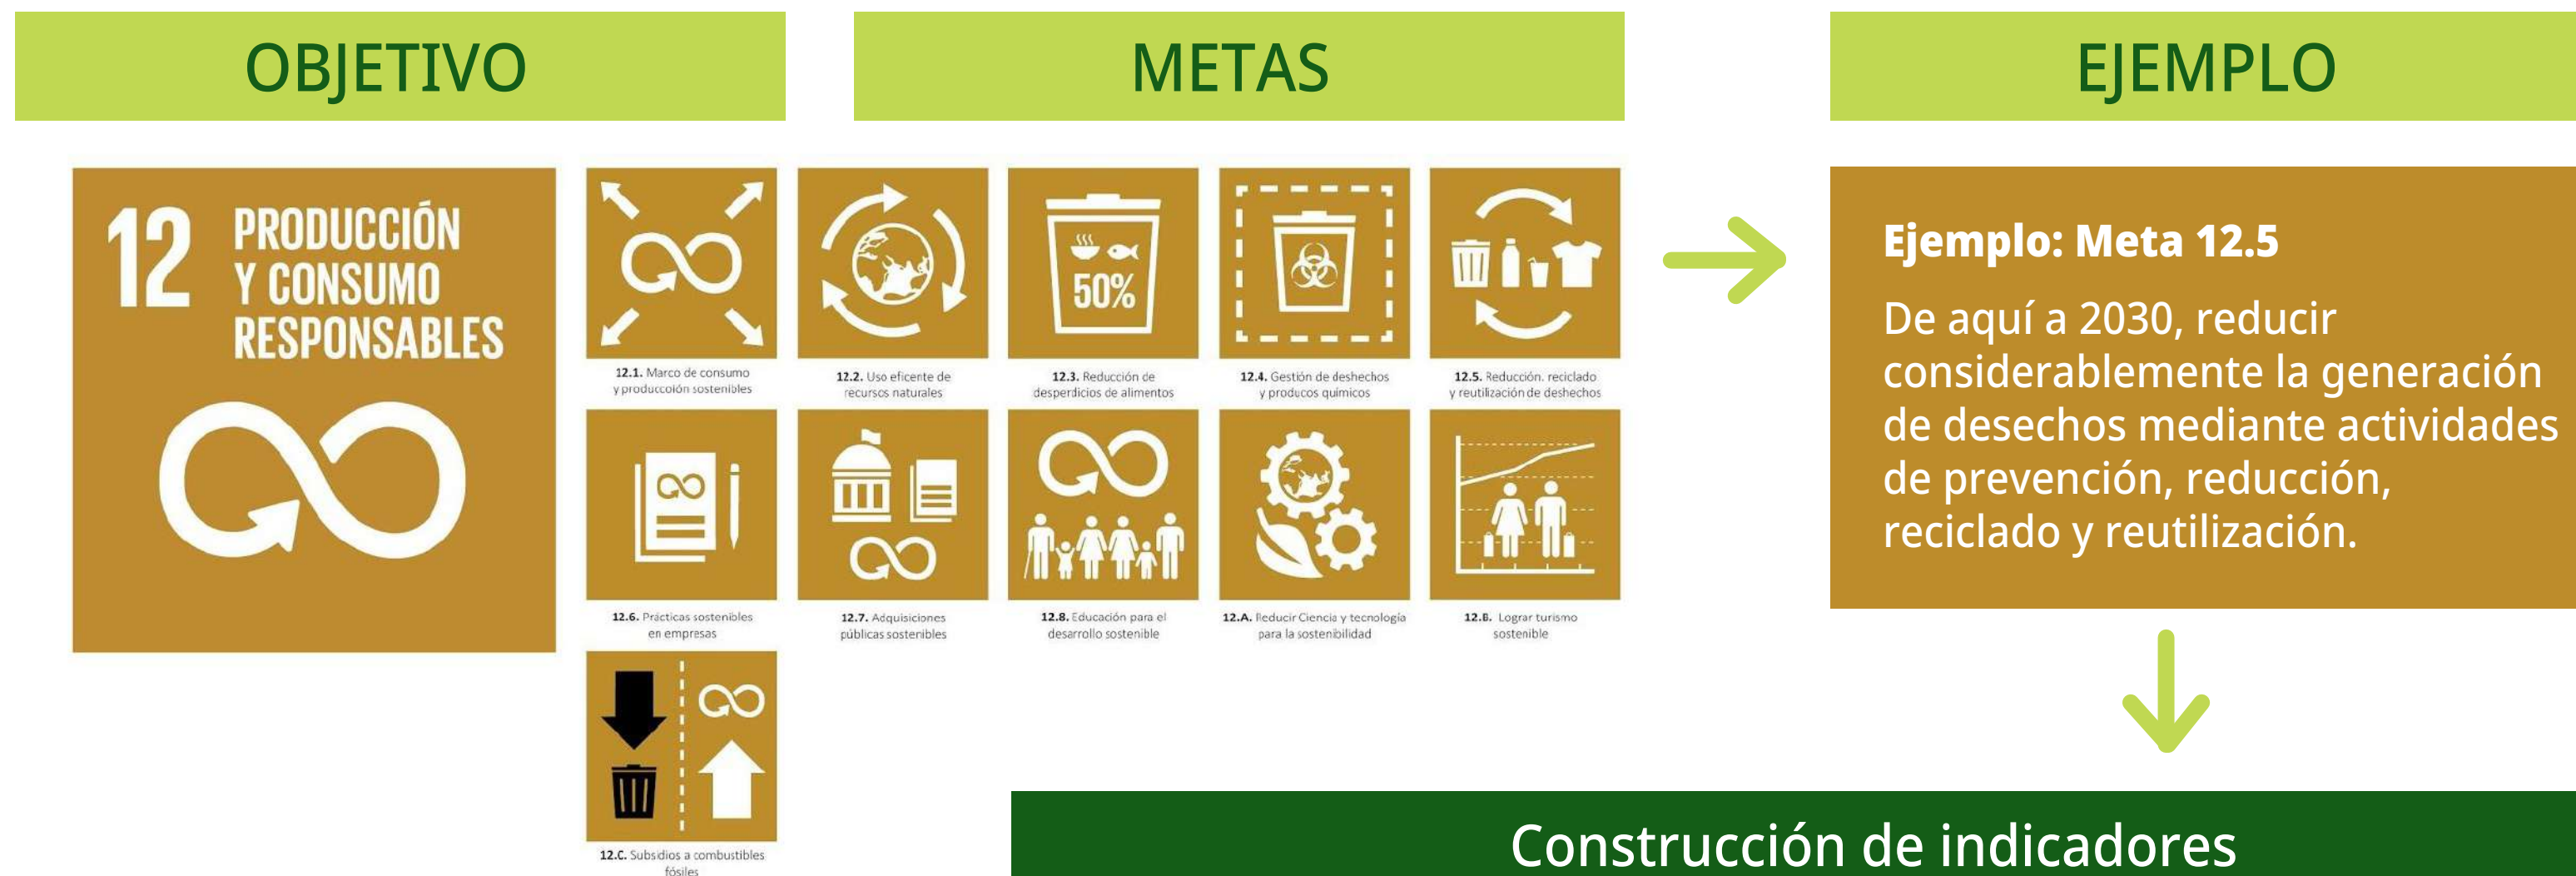 OBJETIVO
METAS
EJEMPLO
12
PRODUCCIÓN
Y CONSUMO
RESPONSABLES
12.1. Marco de consumo
y producción sostenibles
12.2. Uso eficente de
recursos naturales
50%
12.3. Reducción de
desperdicios de alimentos
12.4. Gestión de deshechos
y producos químicos
12.5. Reducción. reciclado
y reutilización de deshechos
12.6. Prácticas sostenibles
en empresas
12.7. Adquisiciones
públicas sostenibles
12.8. Educación para el
desarrollo sostenible
12.A. Reducir Ciencia y tecnología
para la sostenibilidad
12.B. Lograr turismo
sostenible
12.C. Subsidios a combustibles
fósiles
Ejemplo: Meta 12.5
De aquí a 2030, reducir
considerablemente la generación
de desechos mediante actividades
de prevención, reducción,
reciclado y reutilización.
Construcción de indicadores